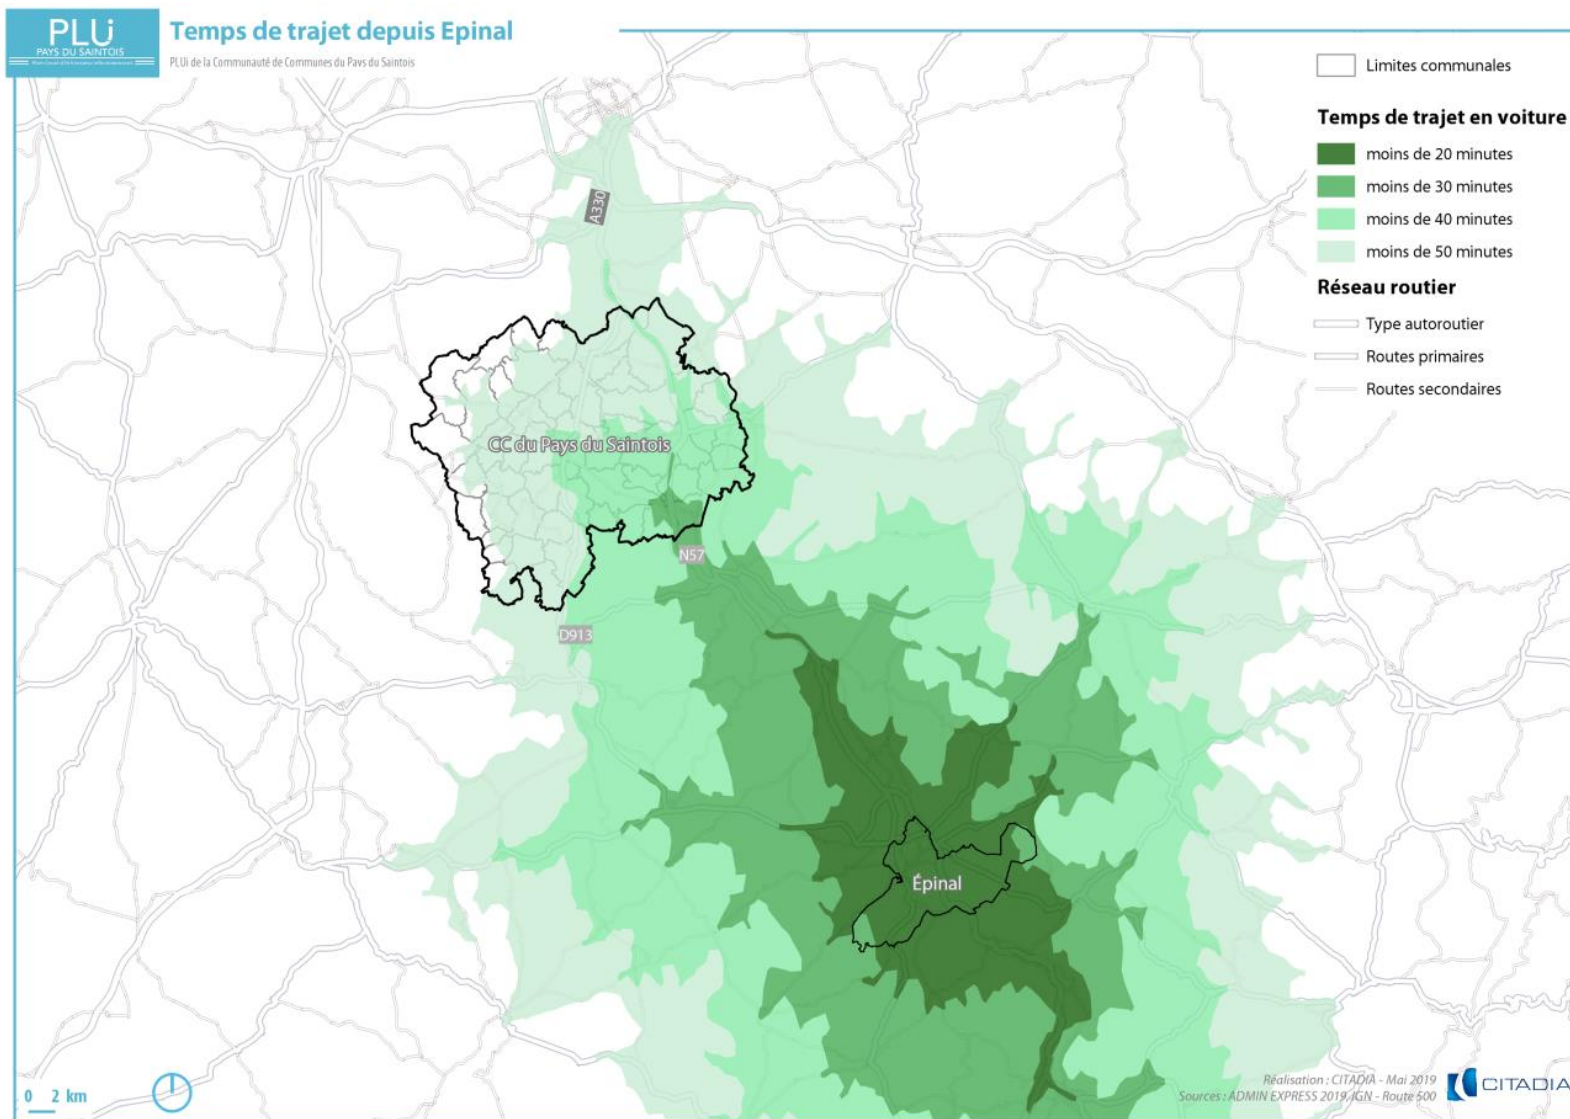 PLUi
PAYS DU SAINTOIS
Temps de trajet depuis Epinal
PLUi de la Communauté de Communes du Pays du Saintois
Limites communales
Temps de trajet en voiture
moins de 20 minutes
moins de 30 minutes
moins de 40 minutes
moins de 50 minutes
Réseau routier
Type autoroutier
Routes primaires
Routes secondaires
A330
CC du Pays du Saintois
N57
D913
Épinal
0 2 km
Réalisation : CITADIA - Mai 2019
Sources : ADMIN EXPRESS 2019, IGN - Route 500
CITADIA